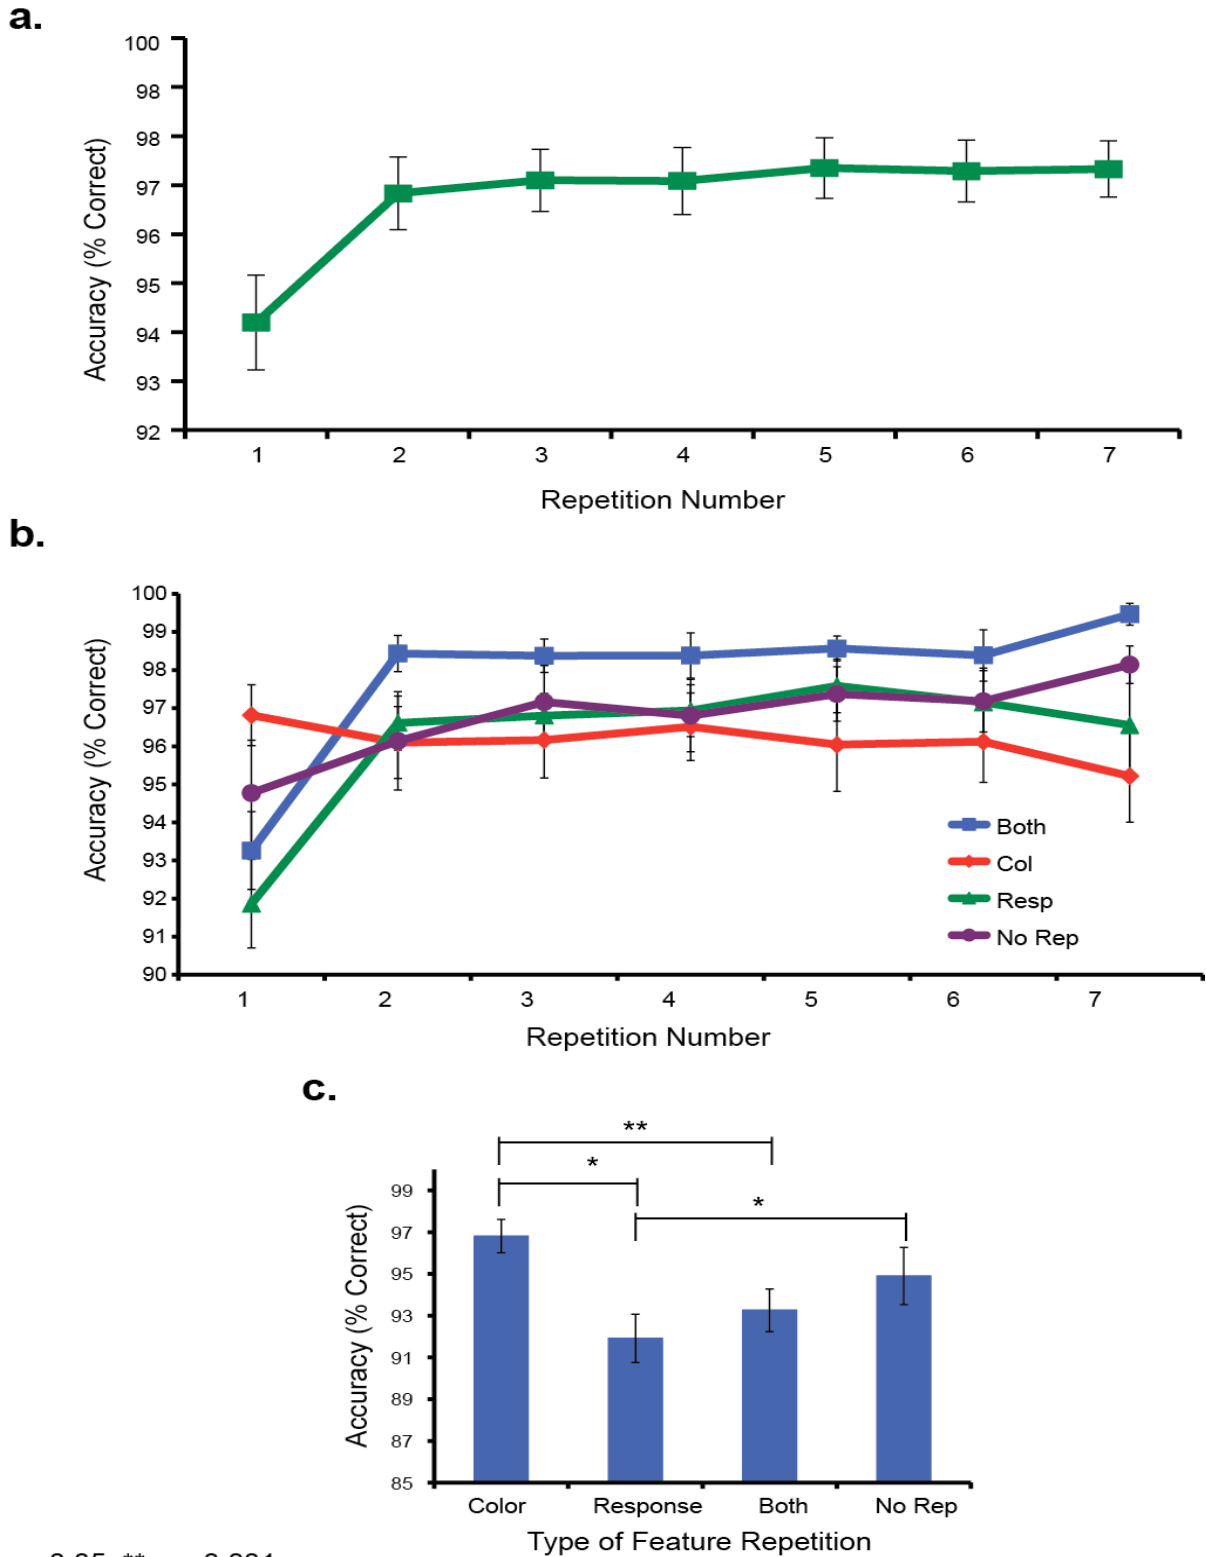 a.
100
98
98
97
96
95
94
93
92
Accuracy (% Correct)
1 2 3 4 5 6 7
Repetition Number
b.
100
99
98
97
96
95
94
93
92
91
90
Accuracy (% Correct)
Both
Col
Resp
No Rep
1 2 3 4 5 6 7
Repetition Number
c.
**
*
*
99
97
95
93
91
89
87
85
Accuracy (% Correct)
Color Response Both No Rep
Type of Feature Repetition